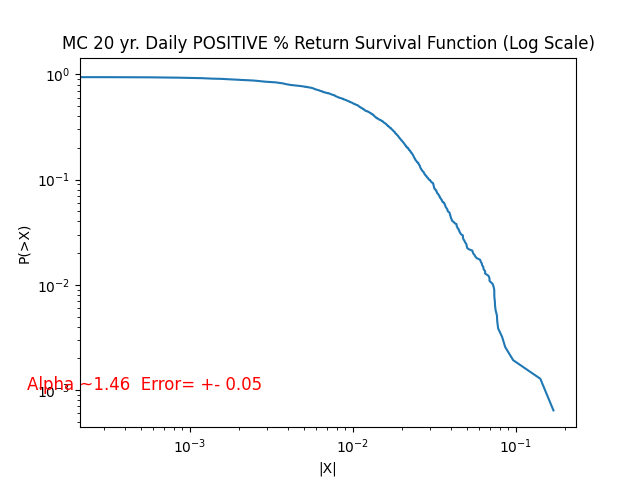 MC 20 yr. Daily POSITIVE % Return Survival Function (Log Scale)
10^0
10^-1
P(>X)
10^-2
10^-3
Alpha ~1.46  Error= +- 0.05
10^-3
10^-2
10^-1
|X|